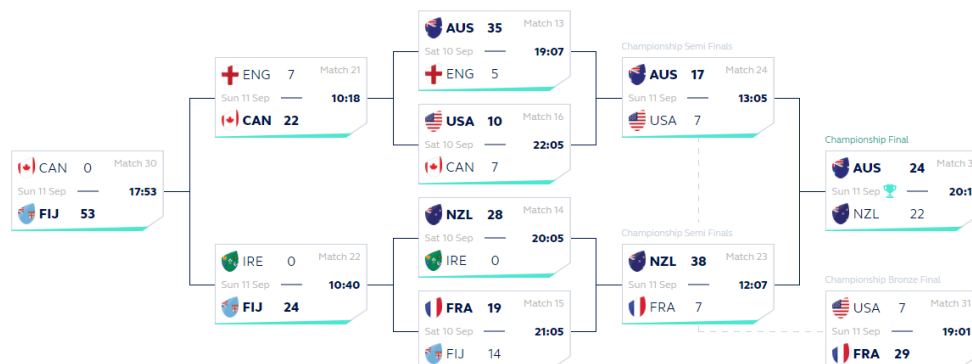 CAN 0 Match 30
Sun 11 Sep 17:53
FIJ 53
ENG 7 Match 21
Sun 11 Sep 10:18
CAN 22
IRE 0 Match 22
Sun 11 Sep 10:40
FIJ 24
AUS 35 Match 13
Sat 10 Sep 19:07
ENG 5
USA 10 Match 16
Sat 10 Sep 22:05
CAN 7
NZL 28 Match 14
Sat 10 Sep 20:05
IRE 0
FRA 19 Match 15
Sat 10 Sep 21:05
FIJ 14
Championship Semi Finals
AUS 17 Match 24
Sun 11 Sep 13:05
USA 7
Championship Semi Finals
NZL 38 Match 23
Sun 11 Sep 12:07
FRA 7
Championship Final
AUS 24 Match 3
Sun 11 Sep 20:1
NZL 22
Championship Bronze Final
USA 7 Match 31
Sun 11 Sep 19:01
FRA 29